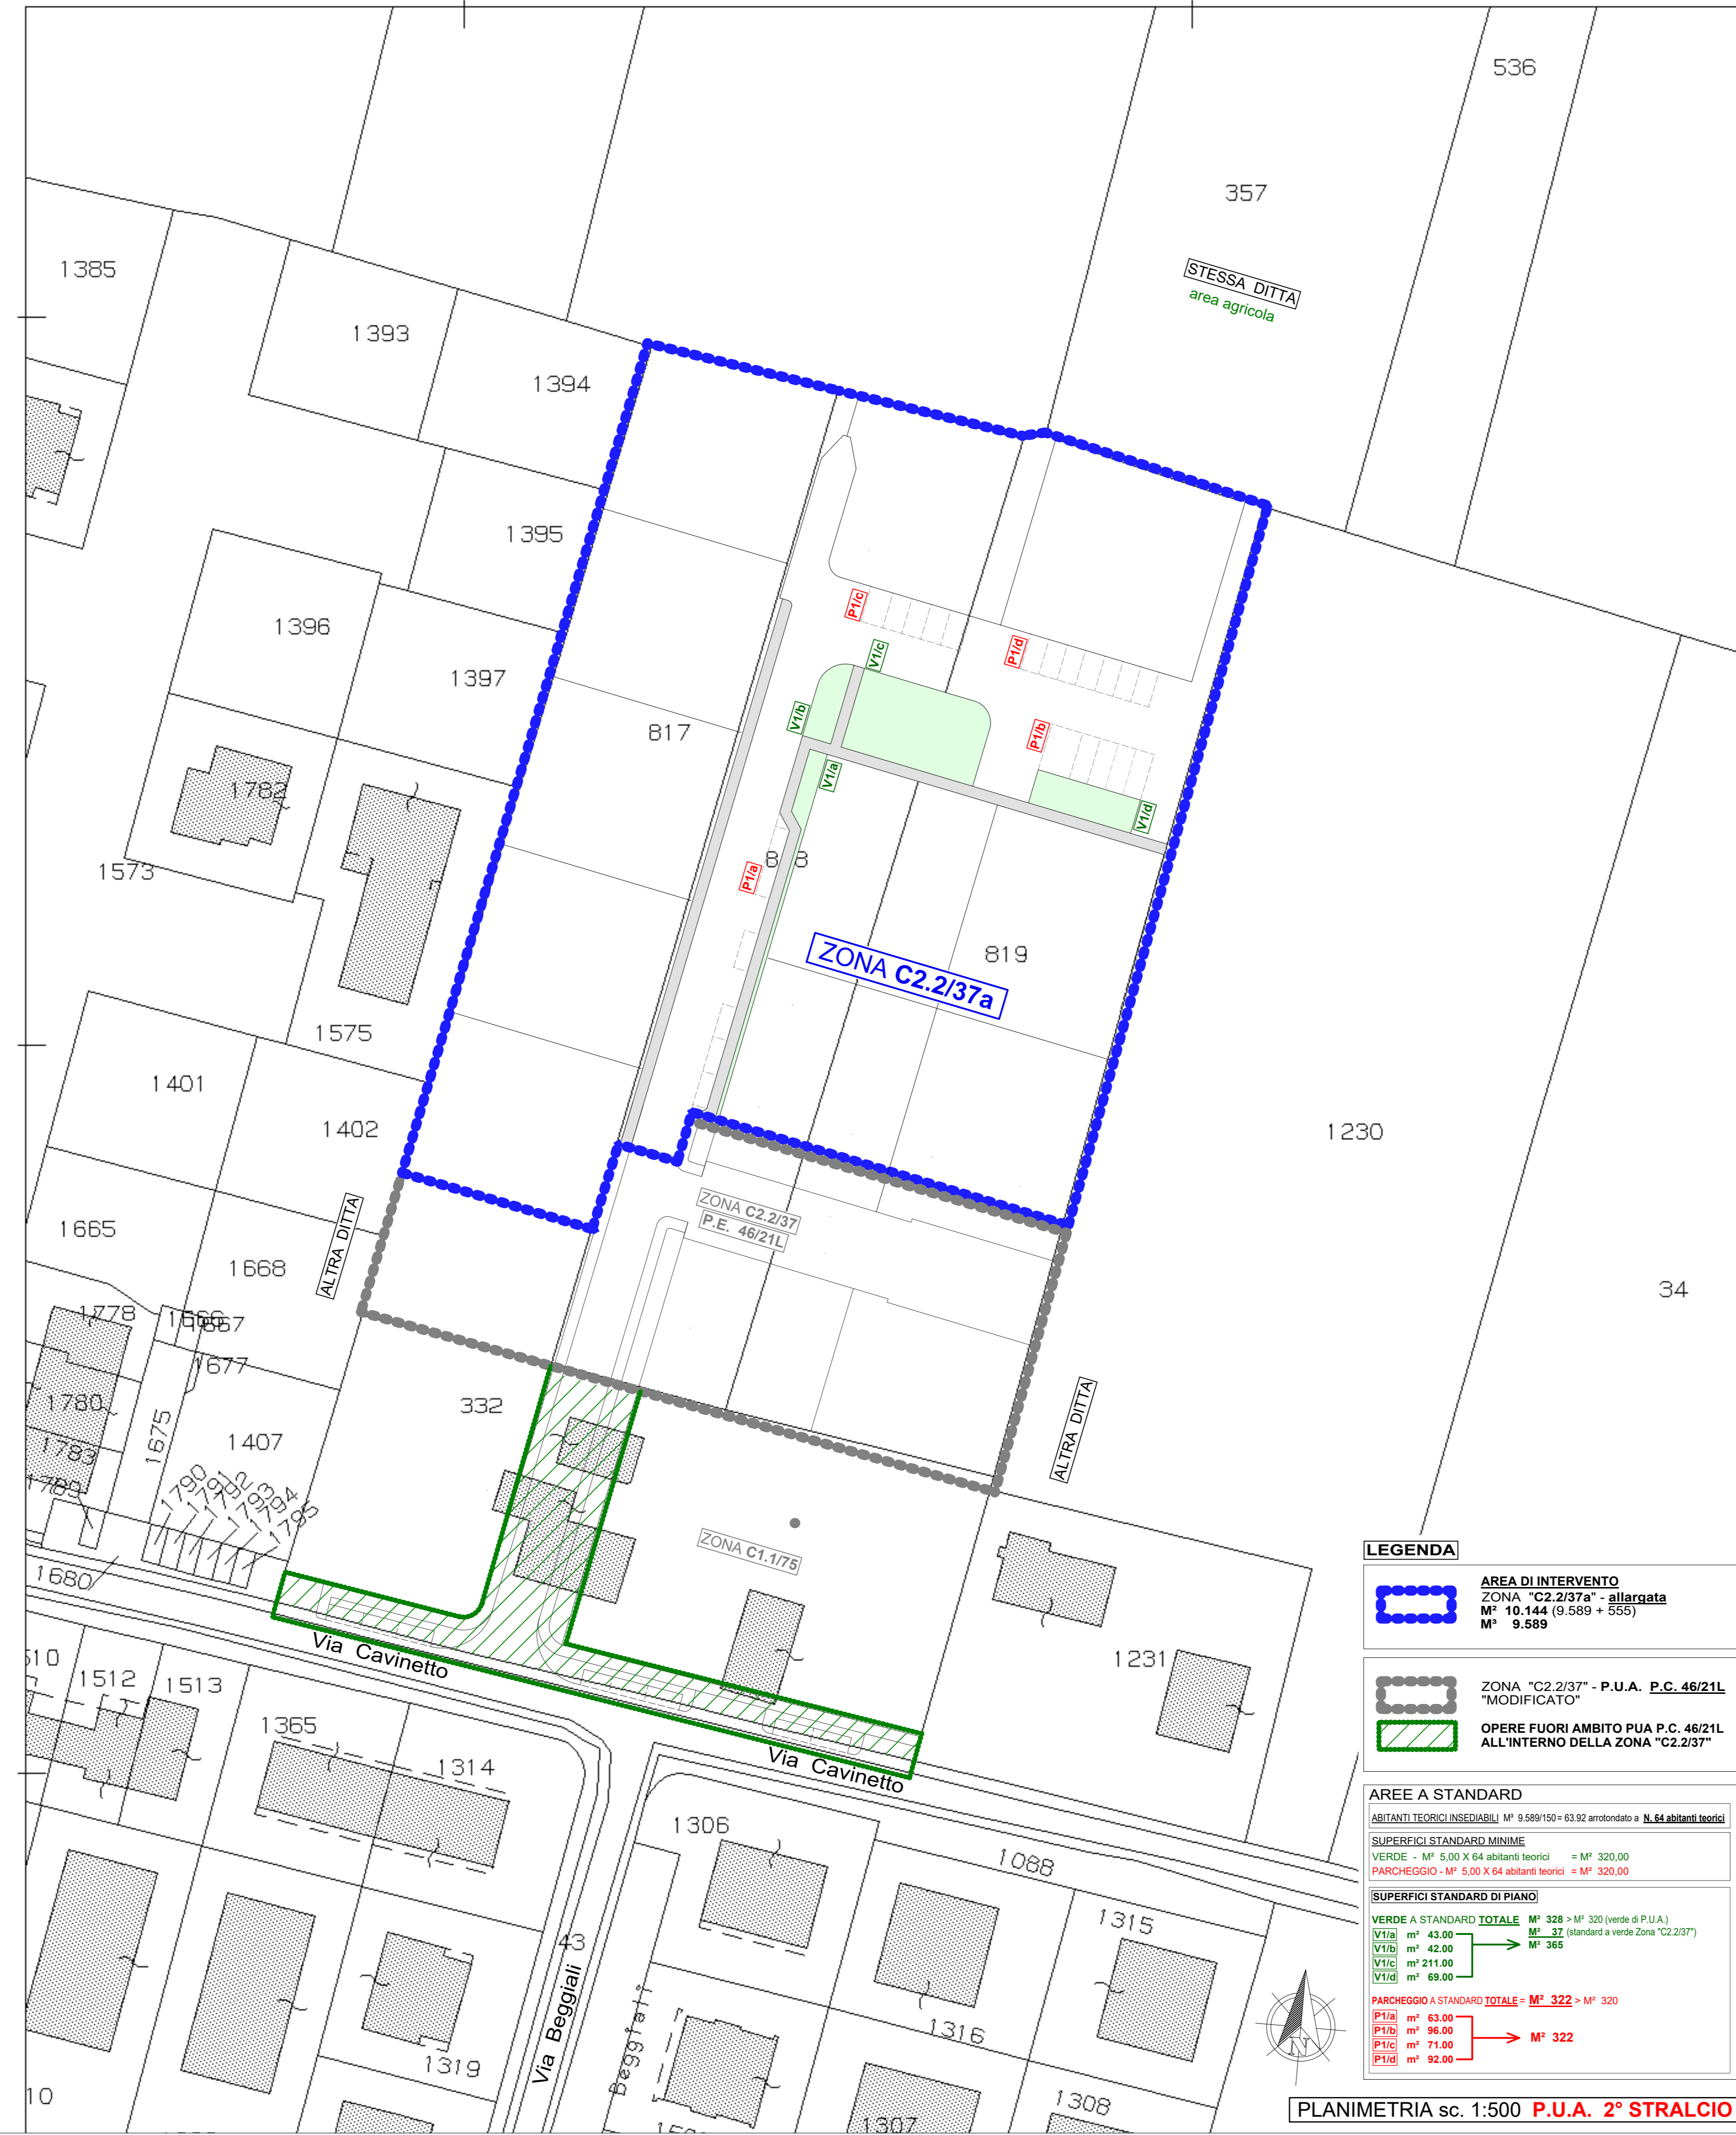 536
357
STESSA DITTA
area agricola
1385
1393
1394
1395
1396
1397
P1/c
P1/d
V1/c
V1/b
P1/b
817
V1/a
V1/d
1782
P1/a
1573
819
ZONA C2.2/37a
1575
1401
1402
1230
ALTRA DITTA
ZONA C2.2/37
P.E. 46/21L
1665
1668
34
1778
1667
1677
332
1780
1675
1407
1783
ALTRA DITTA
1789
1790
1791
1792
1793
1794
1795
ZONA C1.1/75
1680
Via Cavinetto
1231
510
1512
1513
1365
1314
Via Cavinetto
1306
1088
1315
43
Via Beggiali
Beggiali
1316
1319
10
1307
1308
N
LEGENDA
AREA DI INTERVENTO
ZONA "C2.2/37a" - allargata
M² 10.144 (9.589 + 555)
M³ 9.589
ZONA "C2.2/37" - P.U.A. P.C. 46/21L
"MODIFICATO"
OPERE FUORI AMBITO PUA P.C. 46/21L
ALL'INTERNO DELLA ZONA "C2.2/37"
AREE A STANDARD
ABITANTI TEORICI INSEDIABILI M³ 9.589/150 = 63.92 arrotondato a N. 64 abitanti teorici
SUPERFICI STANDARD MINIME
VERDE - M² 5,00 X 64 abitanti teorici = M² 320,00
PARCHEGGIO - M² 5,00 X 64 abitanti teorici = M² 320,00
SUPERFICI STANDARD DI PIANO
VERDE A STANDARD TOTALE M² 328 > M² 320 (verde di P.U.A.)
M² 37 (standard a verde Zona "C2.2/37")
M² 365
V1/a m² 43.00
V1/b m² 42.00
V1/c m² 211.00
V1/d m² 69.00
PARCHEGGIO A STANDARD TOTALE = M² 322 > M² 320
P1/a m² 63.00
P1/b m² 96.00
P1/c m² 71.00
P1/d m² 92.00
M² 322
PLANIMETRIA sc. 1:500 P.U.A. 2° STRALCIO